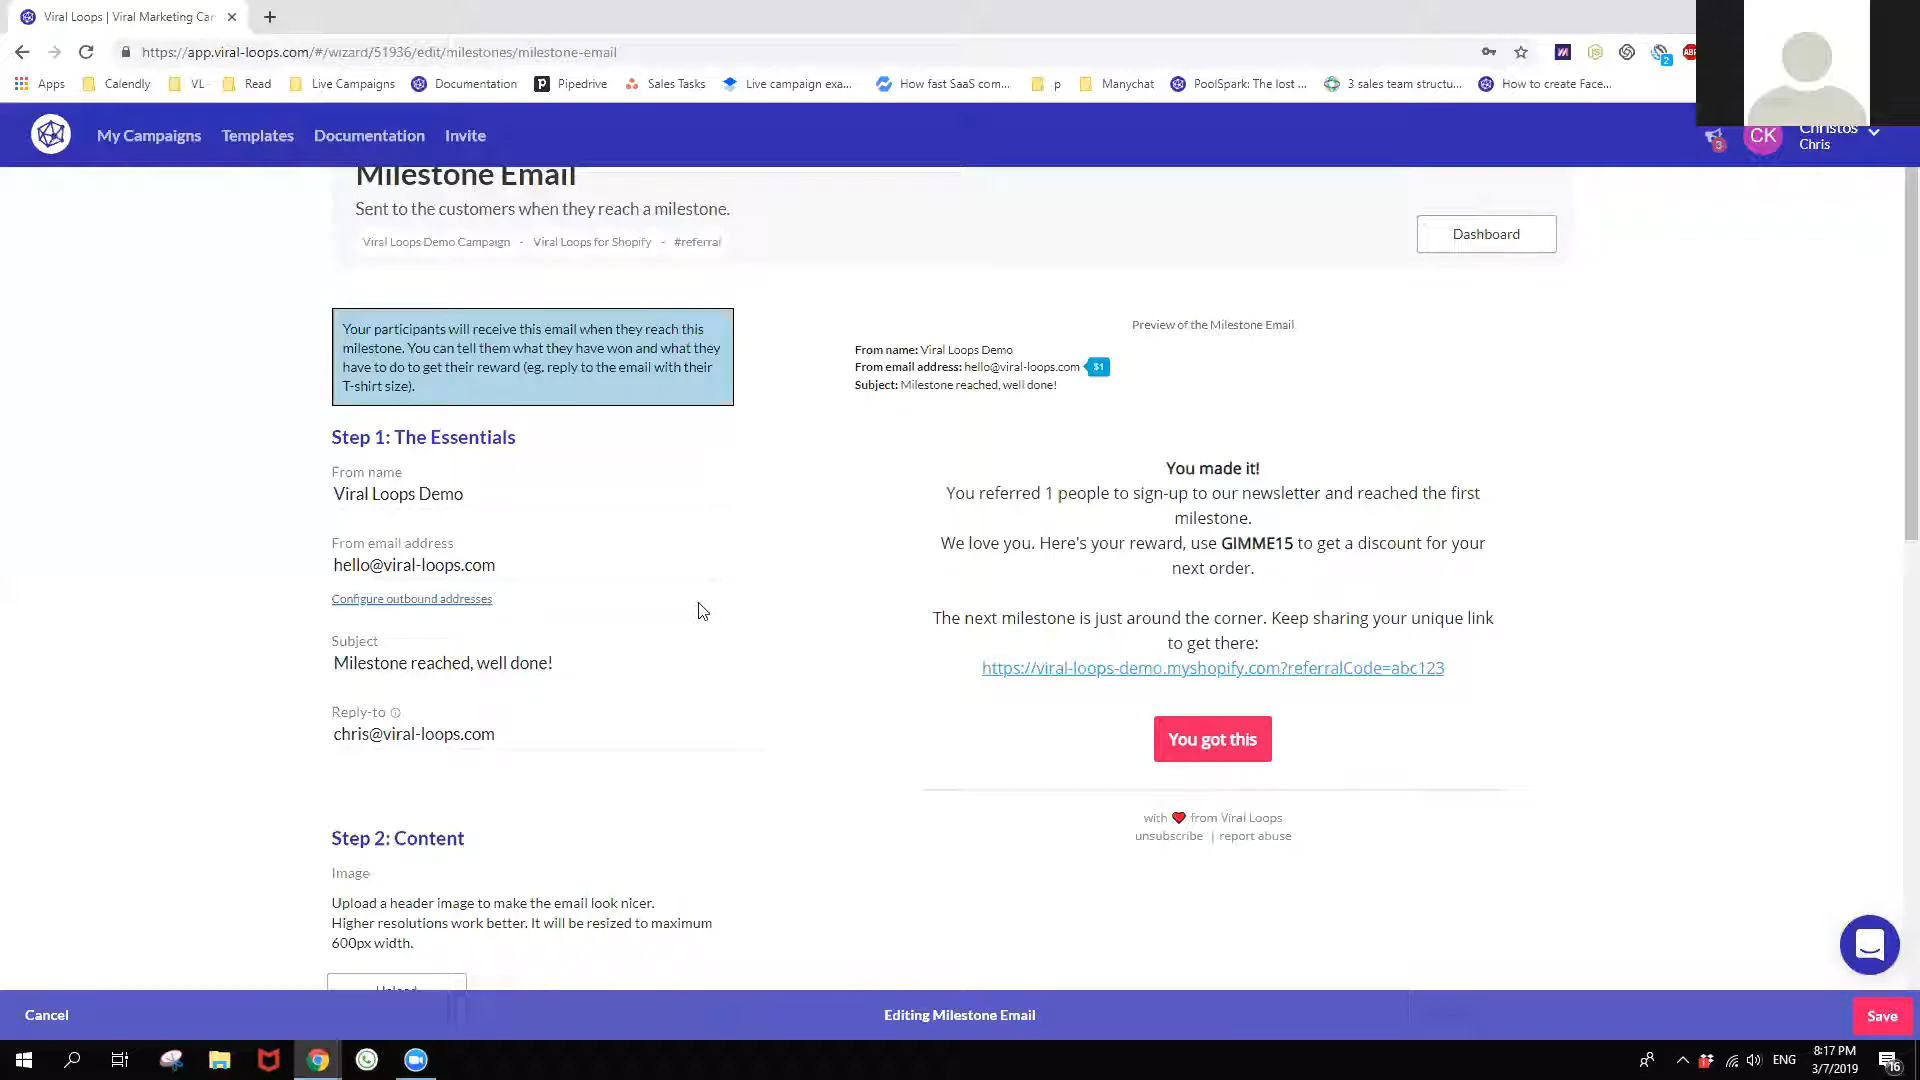 Viral Loops | Viral Marketing Car
https://app.viral-loops.com/#/wizard/51936/edit/milestones/milestone-email
2
ABP
Apps
Calendly
VL
Read
Live Campaigns
Documentation
Pipedrive
Sales Tasks
Live campaign exa...
How fast SaaS com...
p
Manychat
PoolSpark: The lost ...
3 sales team structu...
How to create Face...
My Campaigns
Templates
Documentation
Invite
3
CK
Christos
Chris
Milestone Email
Sent to the customers when they reach a milestone.
Viral Loops Demo Campaign - Viral Loops for Shopify - #referral
Dashboard
Your participants will receive this email when they reach this
milestone. You can tell them what they have won and what they
have to do to get their reward (eg. reply to the email with their
T-shirt size).
Step 1: The Essentials
From name
Viral Loops Demo
From email address
hello@viral-loops.com
Configure outbound addresses
Subject
Milestone reached, well done!
Reply-to
chris@viral-loops.com
Step 2: Content
Image
Upload a header image to make the email look nicer.
Higher resolutions work better. It will be resized to maximum
600px width.
Upload
Preview of the Milestone Email
From name: Viral Loops Demo
From email address: hello@viral-loops.com $1
Subject: Milestone reached, well done!
You made it!
You referred 1 people to sign-up to our newsletter and reached the first
milestone.
We love you. Here's your reward, use GIMME15 to get a discount for your
next order.
The next milestone is just around the corner. Keep sharing your unique link
to get there:
https://viral-loops-demo.myshopify.com?referralCode=abc123
You got this
with ❤ from Viral Loops
unsubscribe | report abuse
Cancel
Editing Milestone Email
Save
ENG
8:17 PM
3/7/2019
16